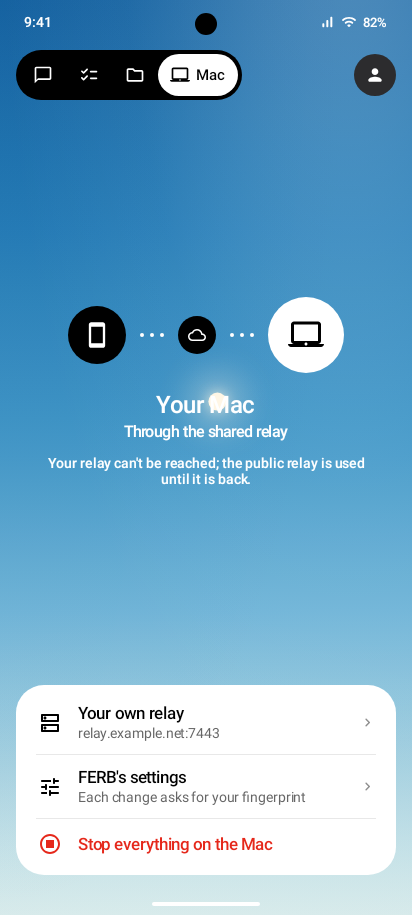 9:41
82%
Mac
Your Mac
Through the shared relay
Your relay can't be reached; the public relay is used
until it is back.
Your own relay
relay.example.net:7443
FERB's settings
Each change asks for your fingerprint
Stop everything on the Mac